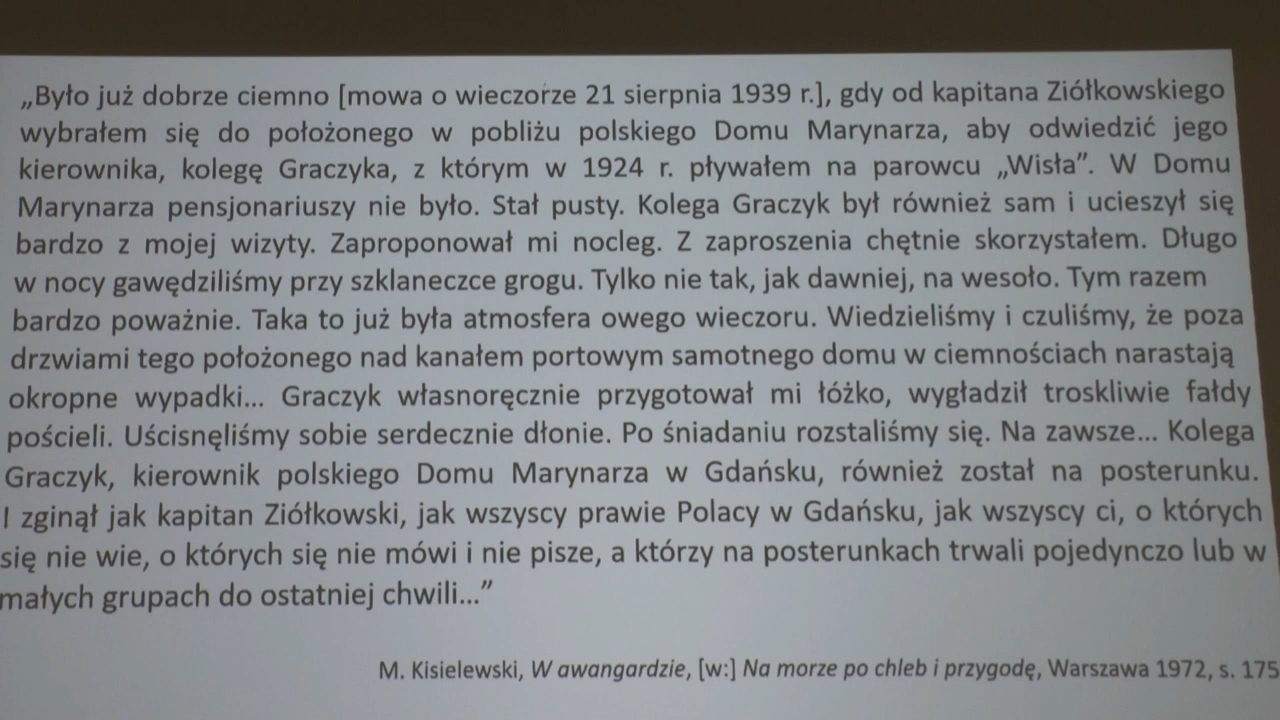 „Było już dobrze ciemno [mowa o wieczorze 21 sierpnia 1939 r.], gdy od kapitana Ziółkowskiego
wybrałem się do położonego w pobliżu polskiego Domu Marynarza, aby odwiedzić jego
kierownika, kolegę Graczyka, z którym w 1924 r. pływałem na parowcu „Wisła”. W Domu
Marynarza pensjonariuszy nie było. Stał pusty. Kolega Graczyk był również sam i ucieszył się
bardzo z mojej wizyty. Zaproponował mi nocleg. Z zaproszenia chętnie skorzystałem. Długo
w nocy gawędziliśmy przy szklaneczce grogu. Tylko nie tak, jak dawniej, na wesoło. Tym razem
bardzo poważnie. Taka to już była atmosfera owego wieczoru. Wiedzieliśmy i czuliśmy, że poza
drzwiami tego położonego nad kanałem portowym samotnego domu w ciemnościach narastają
okropne wypadki... Graczyk własnoręcznie przygotował mi łóżko, wygładził troskliwie fałdy
pościeli. Uścisnęliśmy sobie serdecznie dłonie. Po śniadaniu rozstaliśmy się. Na zawsze... Kolega
Graczyk, kierownik polskiego Domu Marynarza w Gdańsku, również został na posterunku.
I zginął jak kapitan Ziółkowski, jak wszyscy prawie Polacy w Gdańsku, jak wszyscy ci, o których
się nie wie, o których się nie mówi i nie pisze, a którzy na posterunkach trwali pojedynczo lub w
małych grupach do ostatniej chwili...”
M. Kisielewski, W awangardzie, [w:] Na morze po chleb i przygodę, Warszawa 1972, s. 175